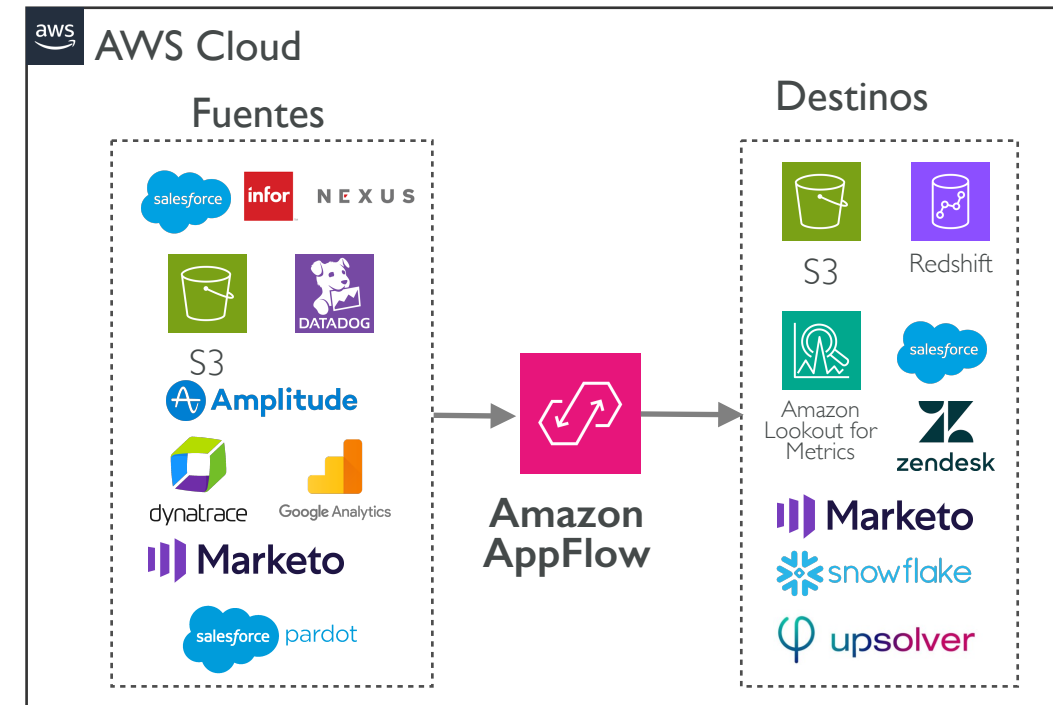 aws
AWS Cloud
Fuentes
Destinos
salesforce
infor
NEXUS
S3
DATADOG
Amplitude
dynatrace
Google Analytics
Marketo
salesforce pardot
Amazon
AppFlow
S3
Redshift
Amazon
Lookout for
Metrics
salesforce
zendesk
Marketo
snowflake
upsolver